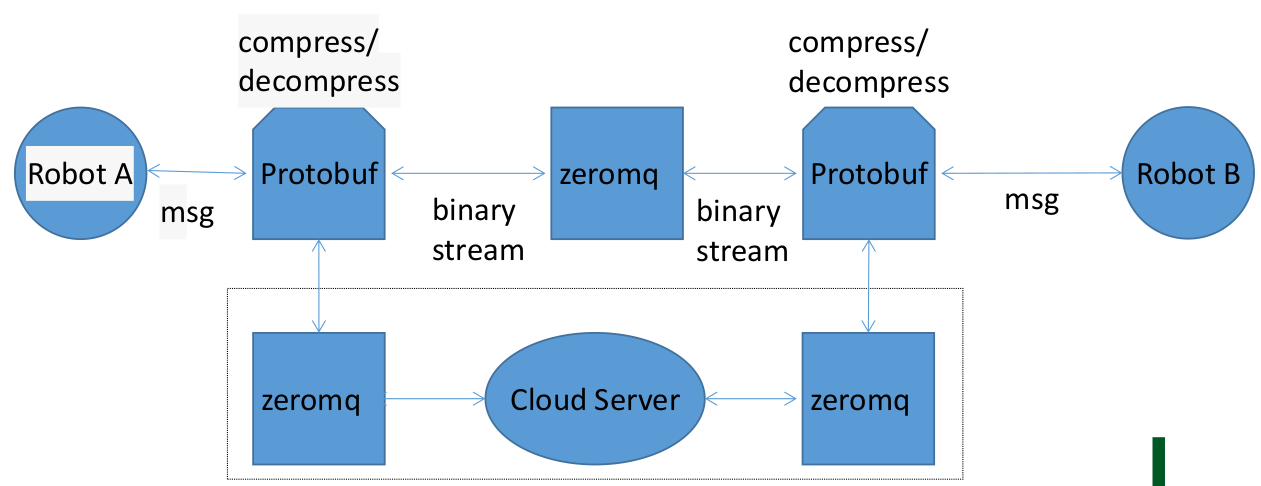 compress/
decompress
compress/
decompress
Robot A
Protobuf
zeromq
Protobuf
Robot B
msg
binary
stream
binary
stream
msg
zeromq
Cloud Server
zeromq